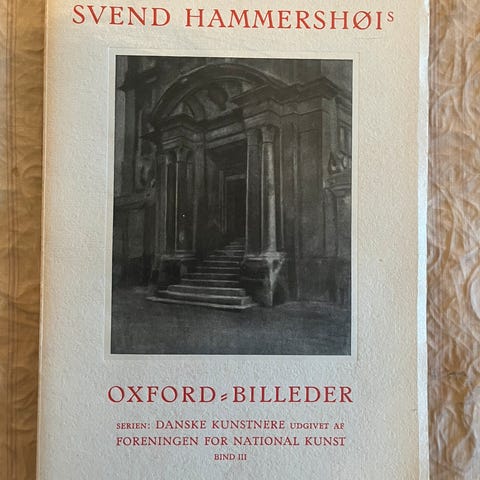 SVEND HAMMERSHØIs
OXFORD=BILLEDER
SERIEN: DANSKE KUNSTNERE UDGIVET AF
FORENINGEN FOR NATIONAL KUNST
BIND III